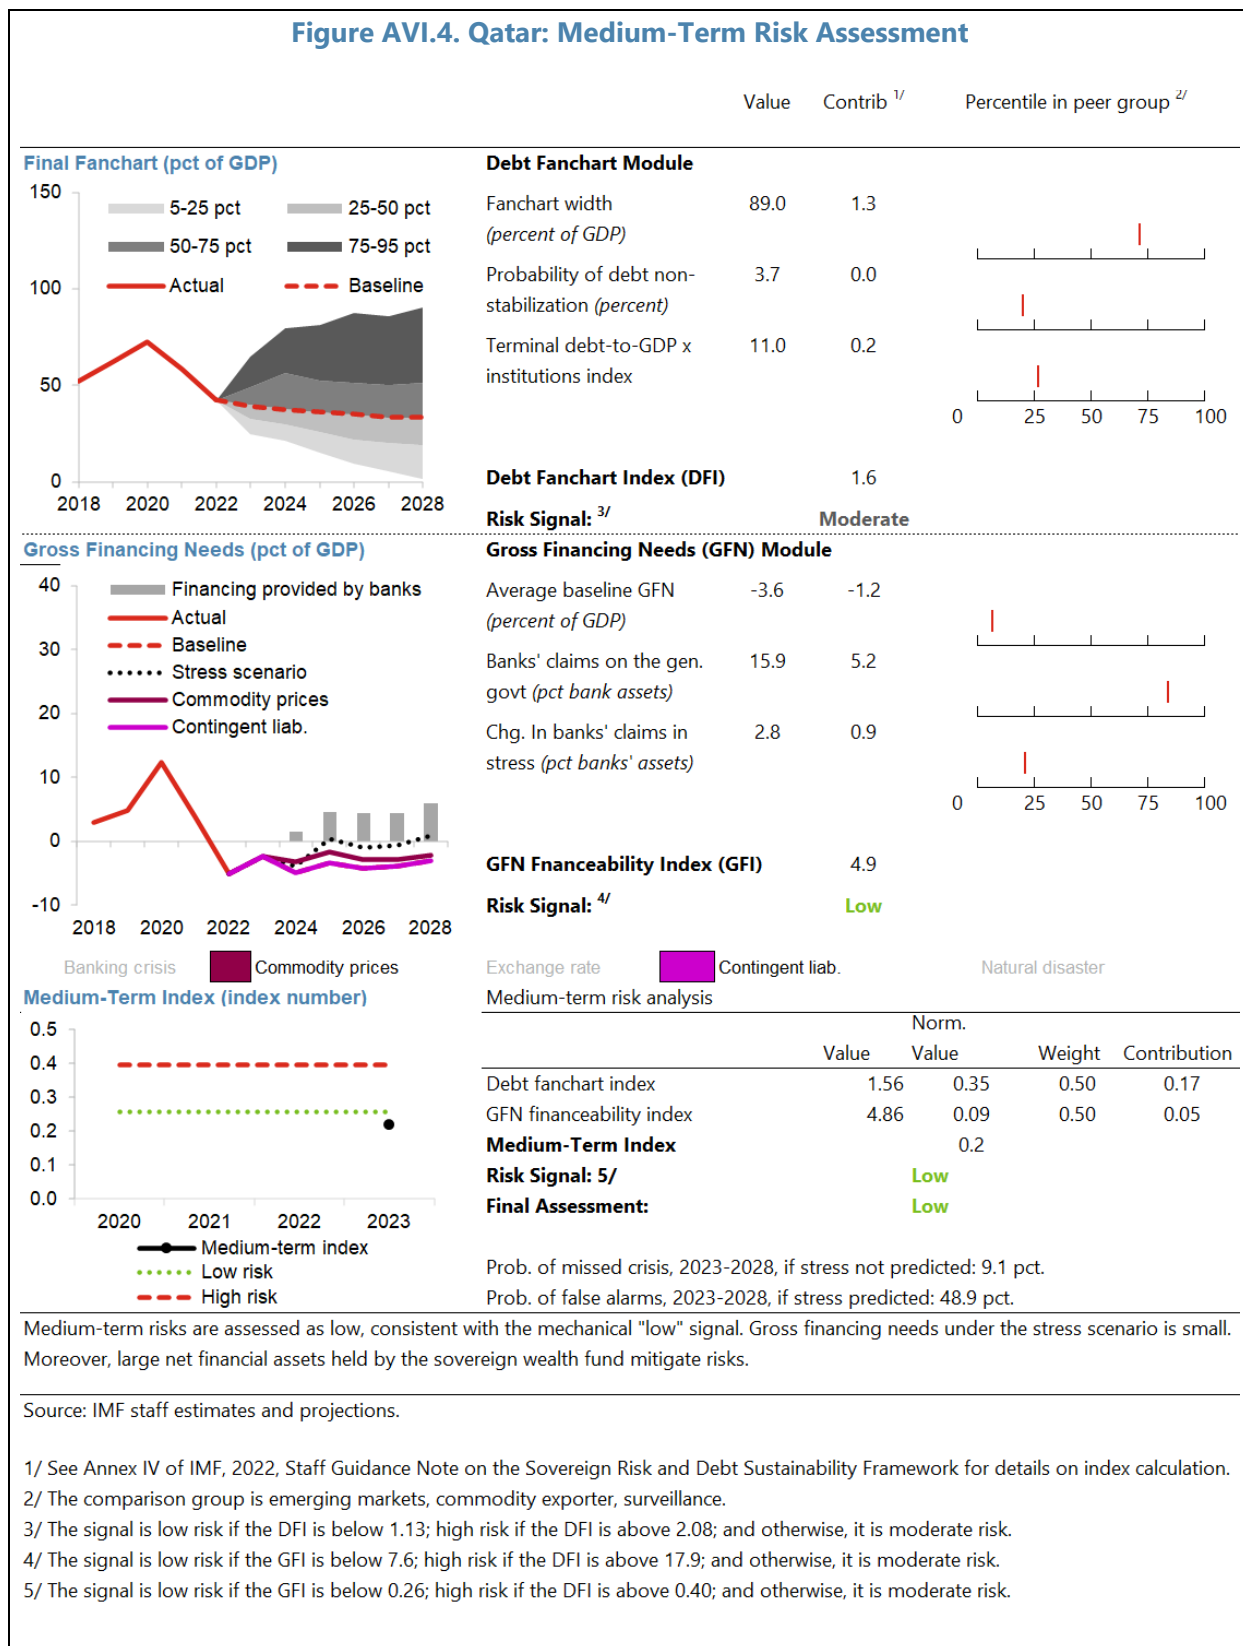 Figure AVI.4. Qatar: Medium-Term Risk Assessment
Value Contrib 1/ Percentile in peer group 2/
Final Fanchart (pct of GDP)
150
100
50
0
5-25 pct 25-50 pct
50-75 pct 75-95 pct
Actual Baseline
2018 2020 2022 2024 2026 2028
Debt Fanchart Module
Fanchart width 89.0 1.3
(percent of GDP)
Probability of debt non- 3.7 0.0
stabilization (percent)
Terminal debt-to-GDP x 11.0 0.2
institutions index
0 25 50 75 100
Debt Fanchart Index (DFI) 1.6
Risk Signal: 3/ Moderate
Gross Financing Needs (pct of GDP)
40
30
20
10
0
-10
Financing provided by banks
Actual
Baseline
Stress scenario
Commodity prices
Contingent liab.
2018 2020 2022 2024 2026 2028
Gross Financing Needs (GFN) Module
Average baseline GFN -3.6 -1.2
(percent of GDP)
Banks' claims on the gen. 15.9 5.2
govt (pct bank assets)
Chg. In banks' claims in 2.8 0.9
stress (pct banks' assets)
0 25 50 75 100
GFN Financeability Index (GFI) 4.9
Risk Signal: 4/ Low
Banking crisis Commodity prices Exchange rate Contingent liab. Natural disaster
Medium-Term Index (index number)
0.5
0.4
0.3
0.2
0.1
0.0
2020 2021 2022 2023
Medium-term index
Low risk
High risk
Medium-term risk analysis
Norm.
Value Value Weight Contribution
Debt fanchart index 1.56 0.35 0.50 0.17
GFN financeability index 4.86 0.09 0.50 0.05
Medium-Term Index 0.2
Risk Signal: 5/ Low
Final Assessment: Low
Prob. of missed crisis, 2023-2028, if stress not predicted: 9.1 pct.
Prob. of false alarms, 2023-2028, if stress predicted: 48.9 pct.
Medium-term risks are assessed as low, consistent with the mechanical "low" signal. Gross financing needs under the stress scenario is small.
Moreover, large net financial assets held by the sovereign wealth fund mitigate risks.
Source: IMF staff estimates and projections.
1/ See Annex IV of IMF, 2022, Staff Guidance Note on the Sovereign Risk and Debt Sustainability Framework for details on index calculation.
2/ The comparison group is emerging markets, commodity exporter, surveillance.
3/ The signal is low risk if the DFI is below 1.13; high risk if the DFI is above 2.08; and otherwise, it is moderate risk.
4/ The signal is low risk if the GFI is below 7.6; high risk if the DFI is above 17.9; and otherwise, it is moderate risk.
5/ The signal is low risk if the GFI is below 0.26; high risk if the DFI is above 0.40; and otherwise, it is moderate risk.